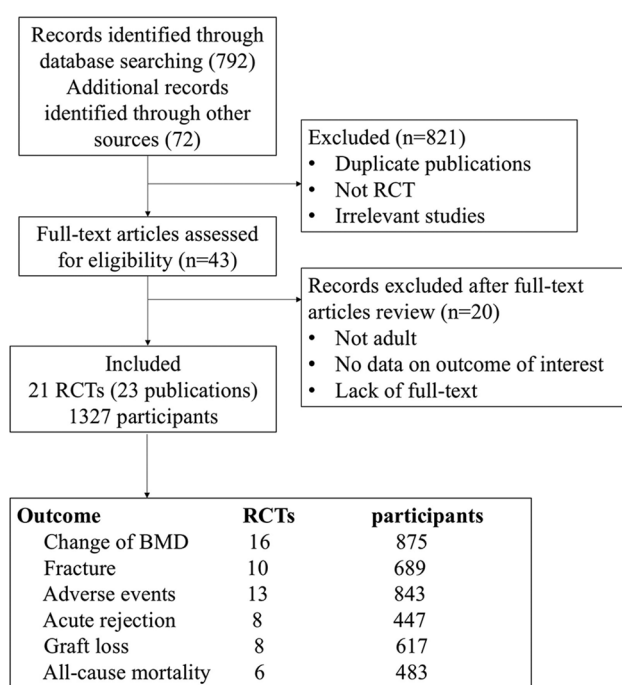 Records identified through
database searching (792)
Additional records
identified through other
sources (72)
Excluded (n=821)
• Duplicate publications
• Not RCT
• Irrelevant studies
Full-text articles assessed
for eligibility (n=43)
Records excluded after full-text
articles review (n=20)
• Not adult
• No data on outcome of interest
• Lack of full-text
Included
21 RCTs (23 publications)
1327 participants
Outcome RCTs participants
Change of BMD 16 875
Fracture 10 689
Adverse events 13 843
Acute rejection 8 447
Graft loss 8 617
All-cause mortality 6 483